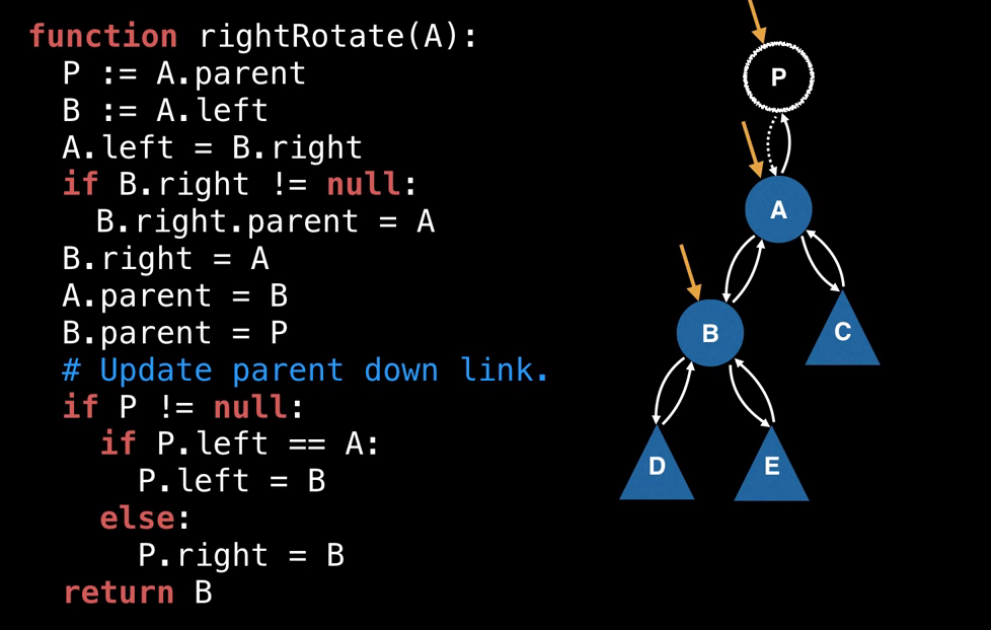 function rightRotate(A):
  P := A.parent
  B := A.left
  A.left = B.right
  if B.right != null:
    B.right.parent = A
  B.right = A
  A.parent = B
  B.parent = P
  # Update parent down link.
  if P != null:
    if P.left == A:
      P.left = B
    else:
      P.right = B
  return B
P
A
B
C
D
E